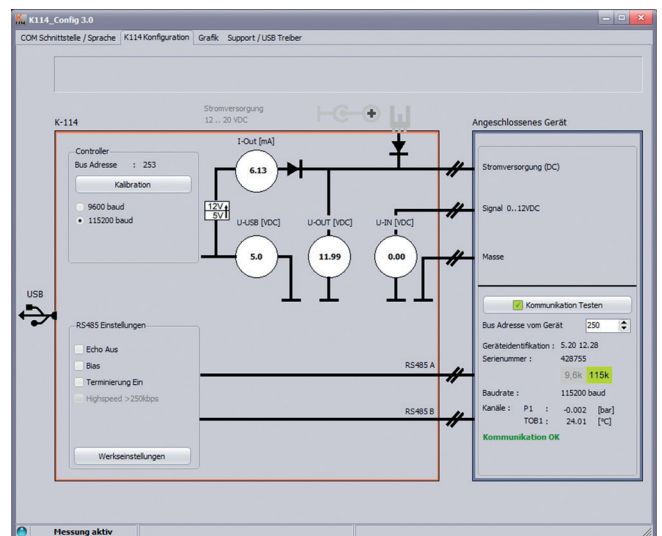 K114_Config 3.0
COM Schnittstelle / Sprache K114 Konfiguration Grafik Support / USB Treiber
Stromversorgung
12 .. 20 VDC
K-114
Angeschlossenes Gerät
I-Out [mA]
6.13
Controller
Bus Adresse : 253
Kalibration
9600 baud
115200 baud
12V
5V
U-USB [VDC] U-OUT [VDC] U-IN [VDC]
5.0 11.99 0.00
Stromversorgung (DC)
Signal 0..12VDC
Masse
USB
RS485 Einstellungen
Echo Aus
Bias
Terminierung Ein
Highspeed >250kbps
Werkseinstellungen
RS485 A
RS485 B
Kommunikation Testen
Bus Adresse vom Gerät 250
Geräteidentifikation : 5.20 12.28
Serienummer : 428755
9,6k 115k
Baudrate : 115200 baud
Kanäle : P1 : -0.002 [bar]
TOB1 : 24.01 [°C]
Kommunikation OK
Messung aktiv